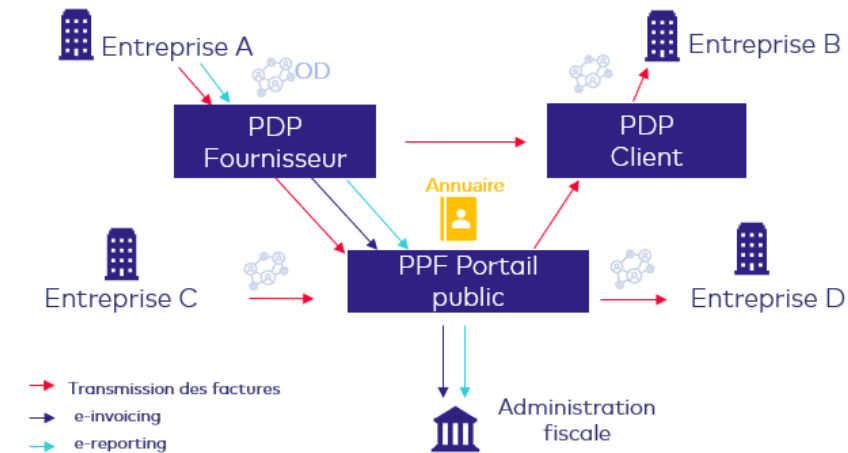 Entreprise A
OD
Entreprise B
PDP
Fournisseur
PDP
Client
Annuaire
PPF Portail
public
Entreprise C
Entreprise D
Transmission des factures
e-invoicing
e-reporting
Administration
fiscale